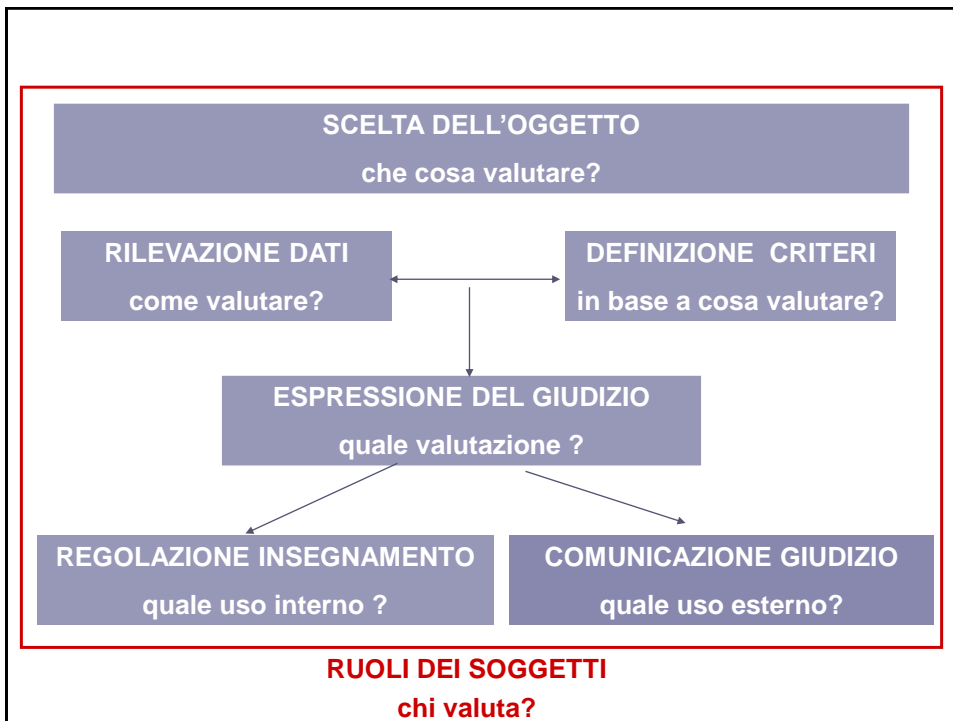 SCELTA DELL’OGGETTO
che cosa valutare?
RILEVAZIONE DATI
come valutare?
DEFINIZIONE CRITERI
in base a cosa valutare?
ESPRESSIONE DEL GIUDIZIO
quale valutazione ?
REGOLAZIONE INSEGNAMENTO
quale uso interno ?
COMUNICAZIONE GIUDIZIO
quale uso esterno?
RUOLI DEI SOGGETTI
chi valuta?